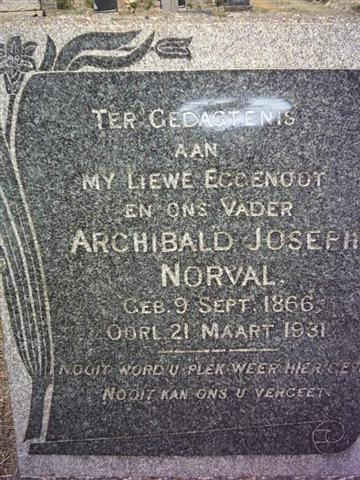 TER GEDAGTENIS
AAN
MY LIEWE EGGENOOT
EN ONS VADER
ARCHIBALD JOSEPH
NORVAL.
GEB. 9 SEPT. 1866.
OORL. 21 MAART 1931
NOOIT WORD U PLEK WEER HIER
NOOIT KAN ONS U VERGEET.